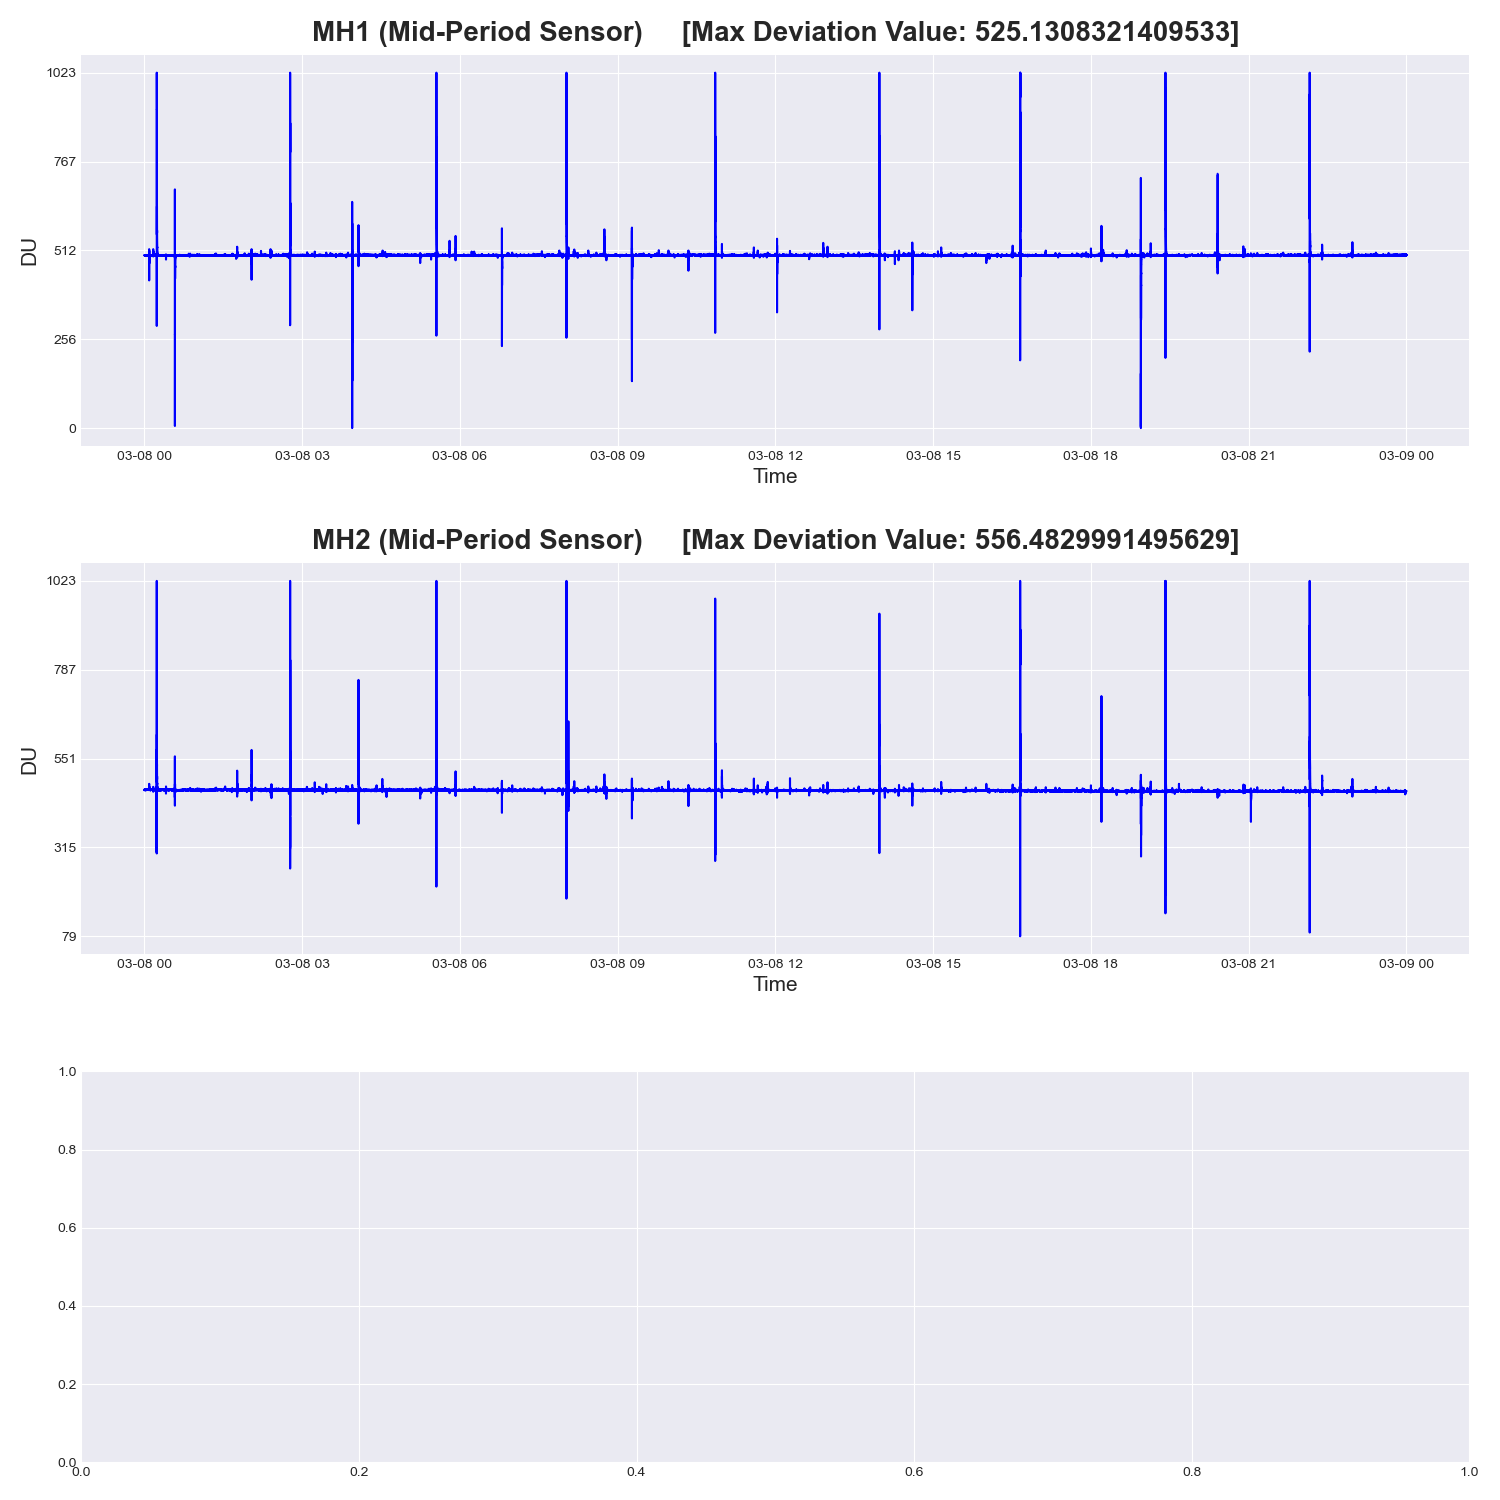 MH1 (Mid-Period Sensor) [Max Deviation Value: 525.1308321409533]
1023
767
512
256
0
DU
03-08 00 03-08 03 03-08 06 03-08 09 03-08 12 03-08 15 03-08 18 03-08 21 03-09 00
Time
MH2 (Mid-Period Sensor) [Max Deviation Value: 556.4829991495629]
1023
787
551
315
79
DU
03-08 00 03-08 03 03-08 06 03-08 09 03-08 12 03-08 15 03-08 18 03-08 21 03-09 00
Time
1.0
0.8
0.6
0.4
0.2
0.0
0.0 0.2 0.4 0.6 0.8 1.0